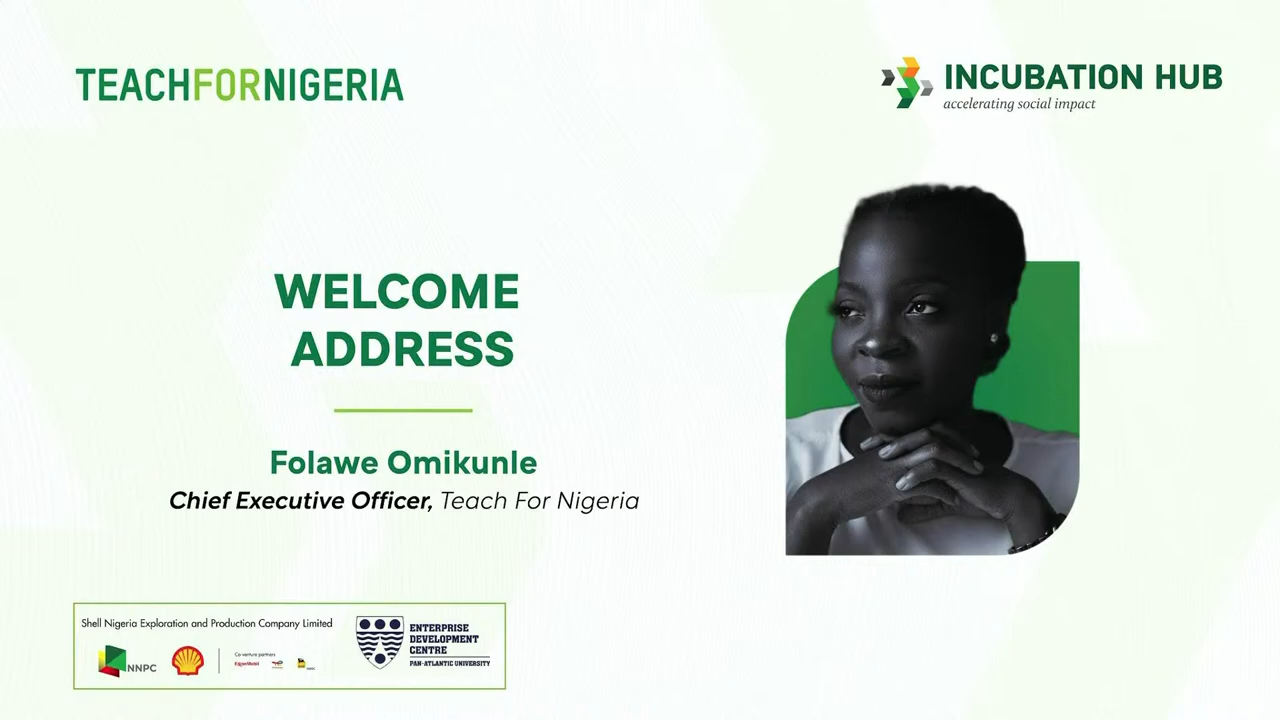 TEACHFORNIGERIA
INCUBATION HUB
accelerating social impact
WELCOME
ADDRESS
Folawe Omikunle
Chief Executive Officer, Teach For Nigeria
Shell Nigeria Exploration and Production Company Limited
NNPC
Co-venture partners
ExxonMobil
ENTERPRISE
DEVELOPMENT
CENTRE
PAN-ATLANTIC UNIVERSITY